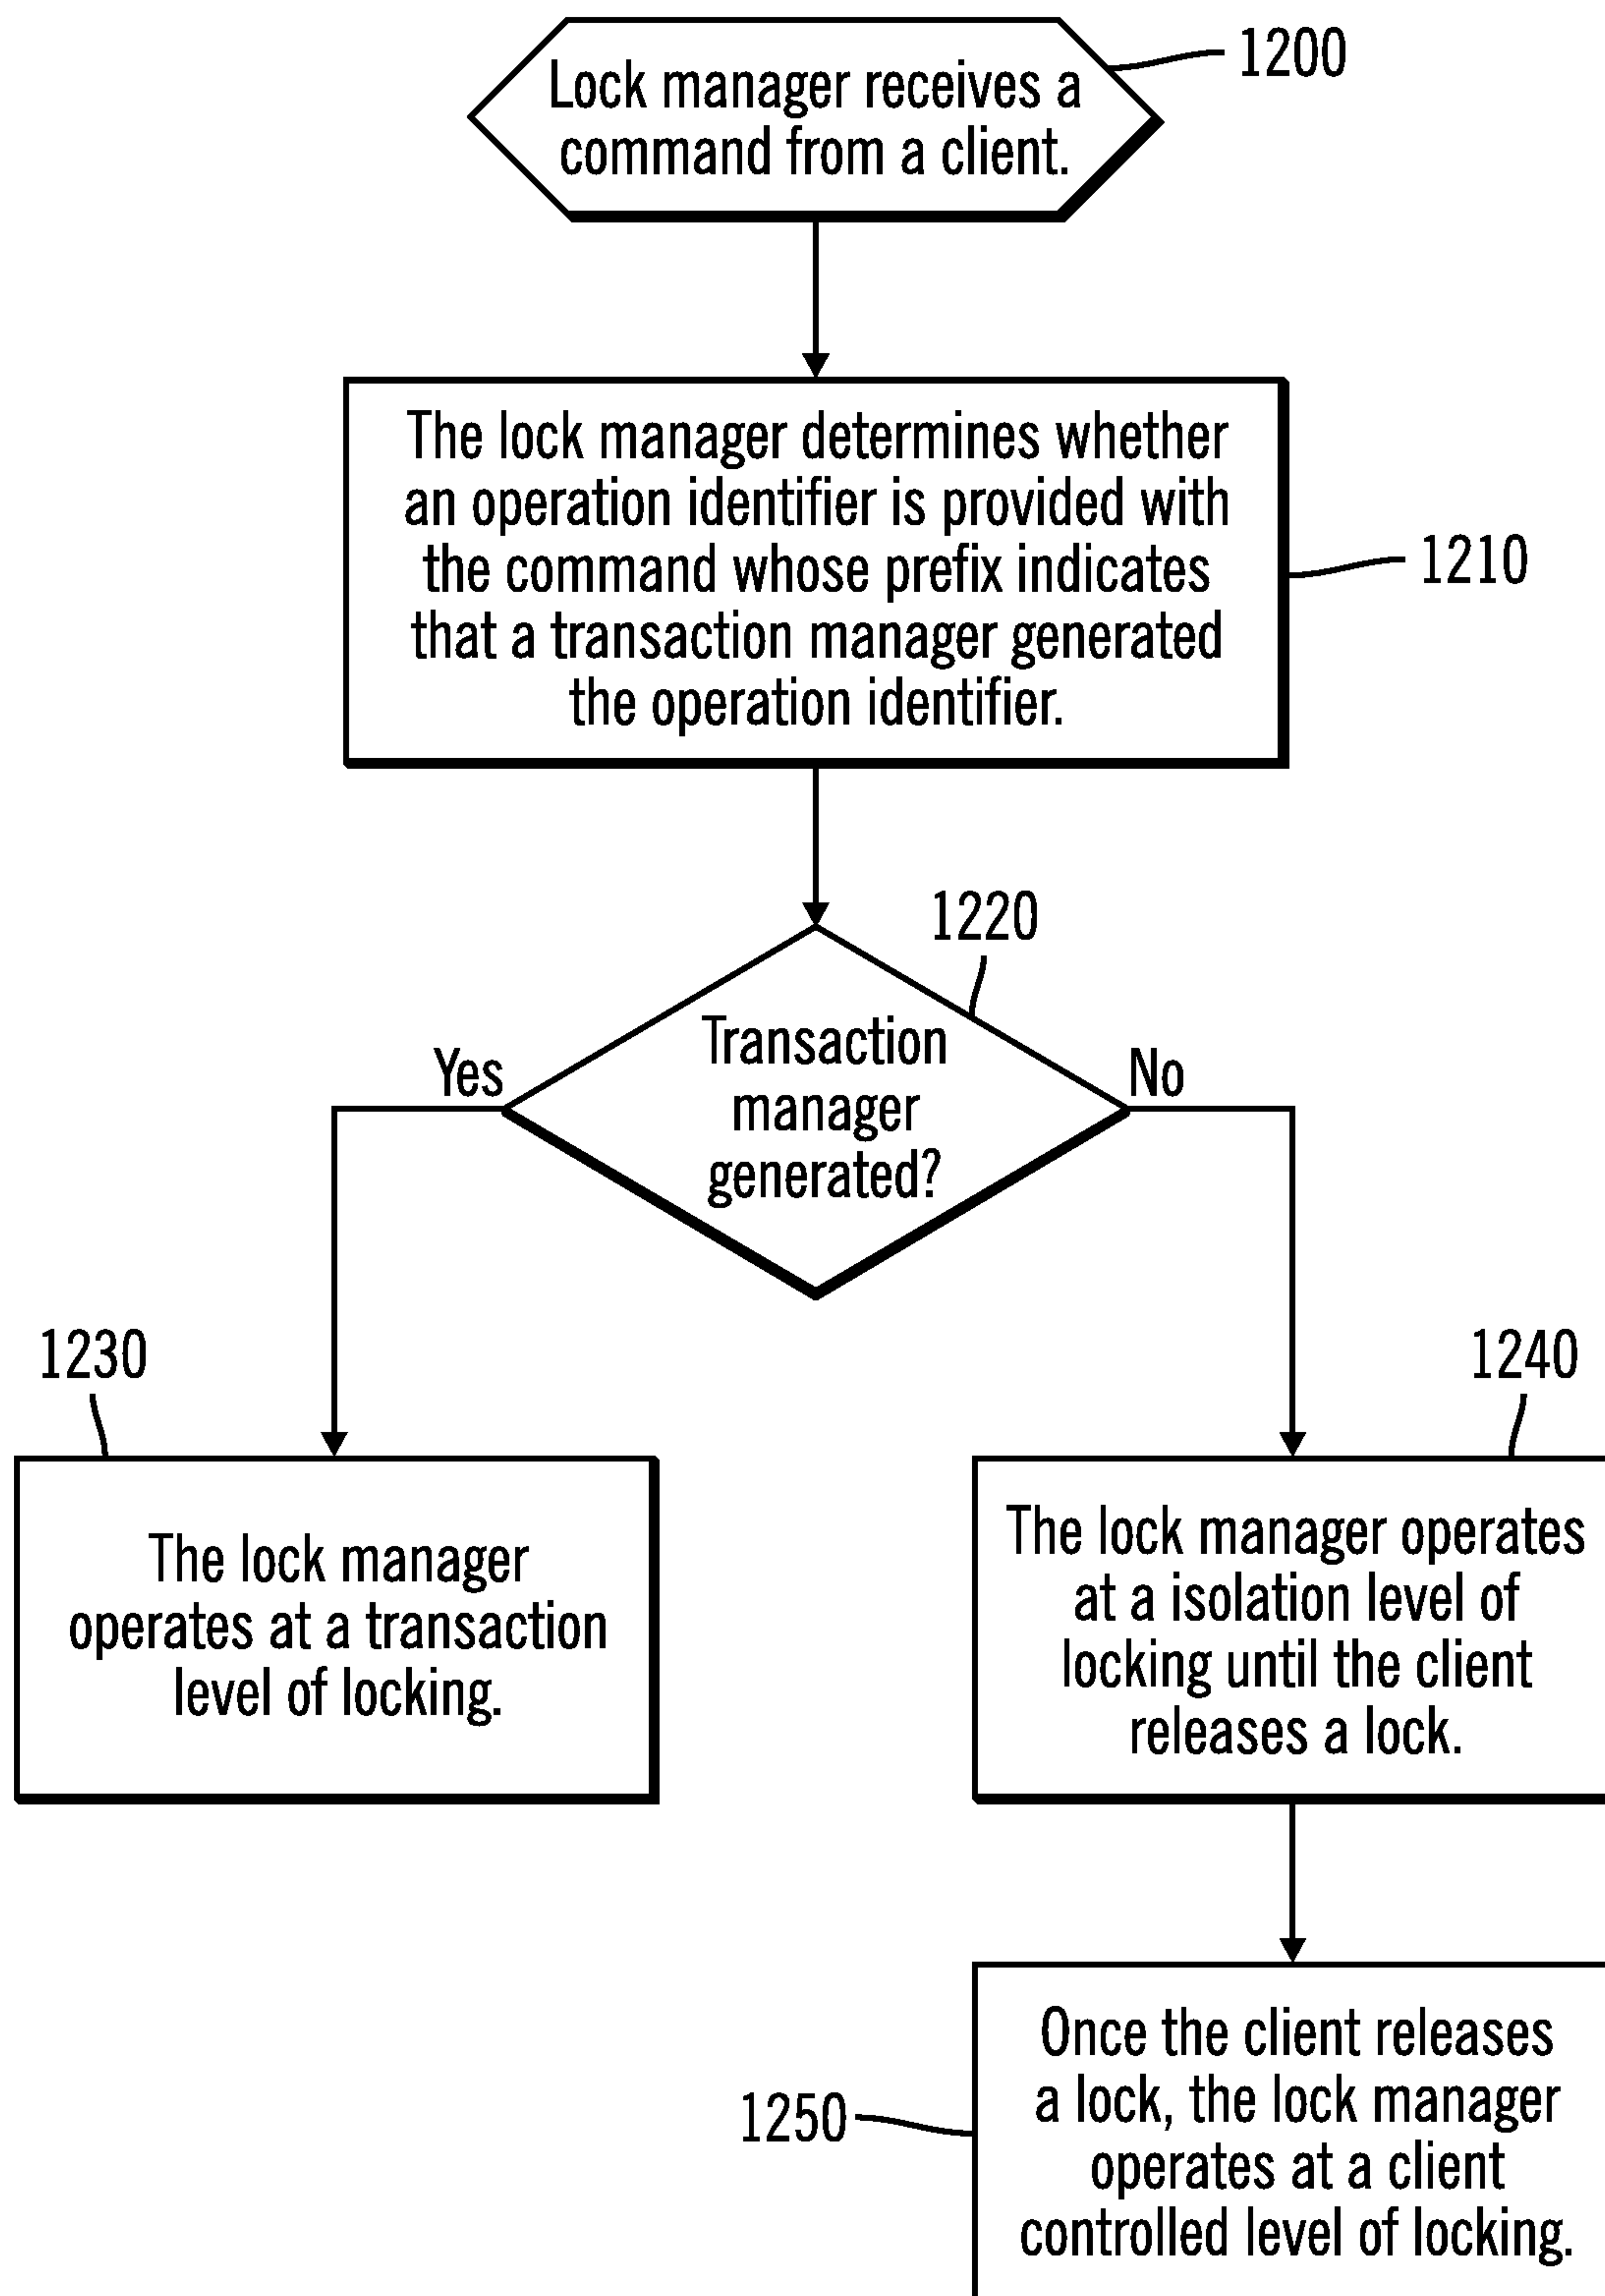 Lock manager receives a
command from a client.
1200
The lock manager determines whether
an operation identifier is provided with
the command whose prefix indicates
that a transaction manager generated
the operation identifier.
1210
1220
Transaction
manager
generated?
Yes
No
1230
The lock manager
operates at a transaction
level of locking.
1240
The lock manager operates
at a isolation level of
locking until the client
releases a lock.
1250
Once the client releases
a lock, the lock manager
operates at a client
controlled level of locking.